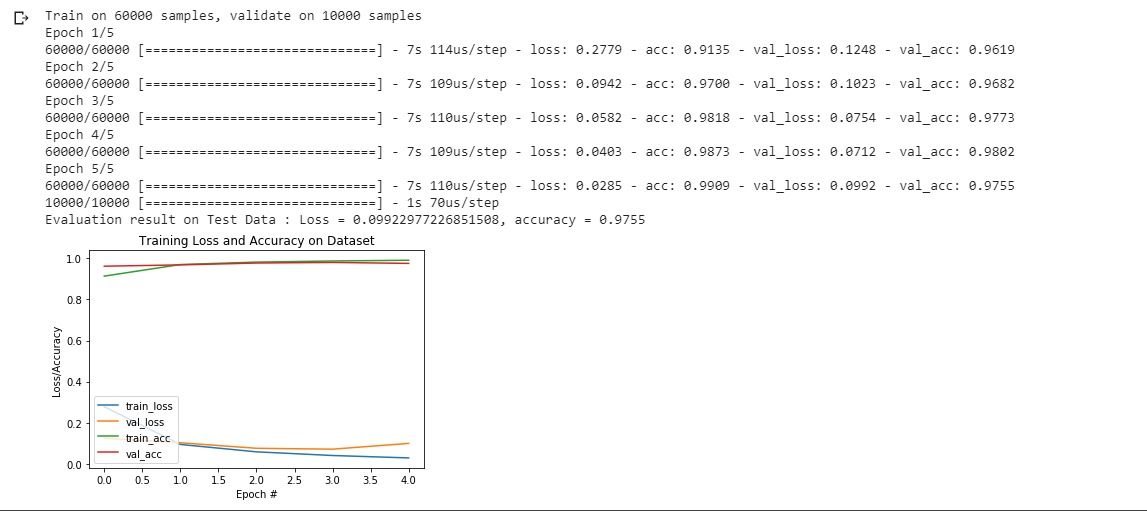 Train on 60000 samples, validate on 10000 samples
Epoch 1/5
60000/60000 [==============================] - 7s 114us/step - loss: 0.2779 - acc: 0.9135 - val_loss: 0.1248 - val_acc: 0.9619
Epoch 2/5
60000/60000 [==============================] - 7s 109us/step - loss: 0.0942 - acc: 0.9700 - val_loss: 0.1023 - val_acc: 0.9682
Epoch 3/5
60000/60000 [==============================] - 7s 110us/step - loss: 0.0582 - acc: 0.9818 - val_loss: 0.0754 - val_acc: 0.9773
Epoch 4/5
60000/60000 [==============================] - 7s 109us/step - loss: 0.0403 - acc: 0.9873 - val_loss: 0.0712 - val_acc: 0.9802
Epoch 5/5
60000/60000 [==============================] - 7s 110us/step - loss: 0.0285 - acc: 0.9909 - val_loss: 0.0992 - val_acc: 0.9755
10000/10000 [==============================] - 1s 70us/step
Evaluation result on Test Data : Loss = 0.09922977226851508, accuracy = 0.9755
Training Loss and Accuracy on Dataset
1.0
0.8
0.6
0.4
0.2
0.0
Loss/Accuracy
train_loss
val_loss
train_acc
val_acc
0.0 0.5 1.0 1.5 2.0 2.5 3.0 3.5 4.0
Epoch #